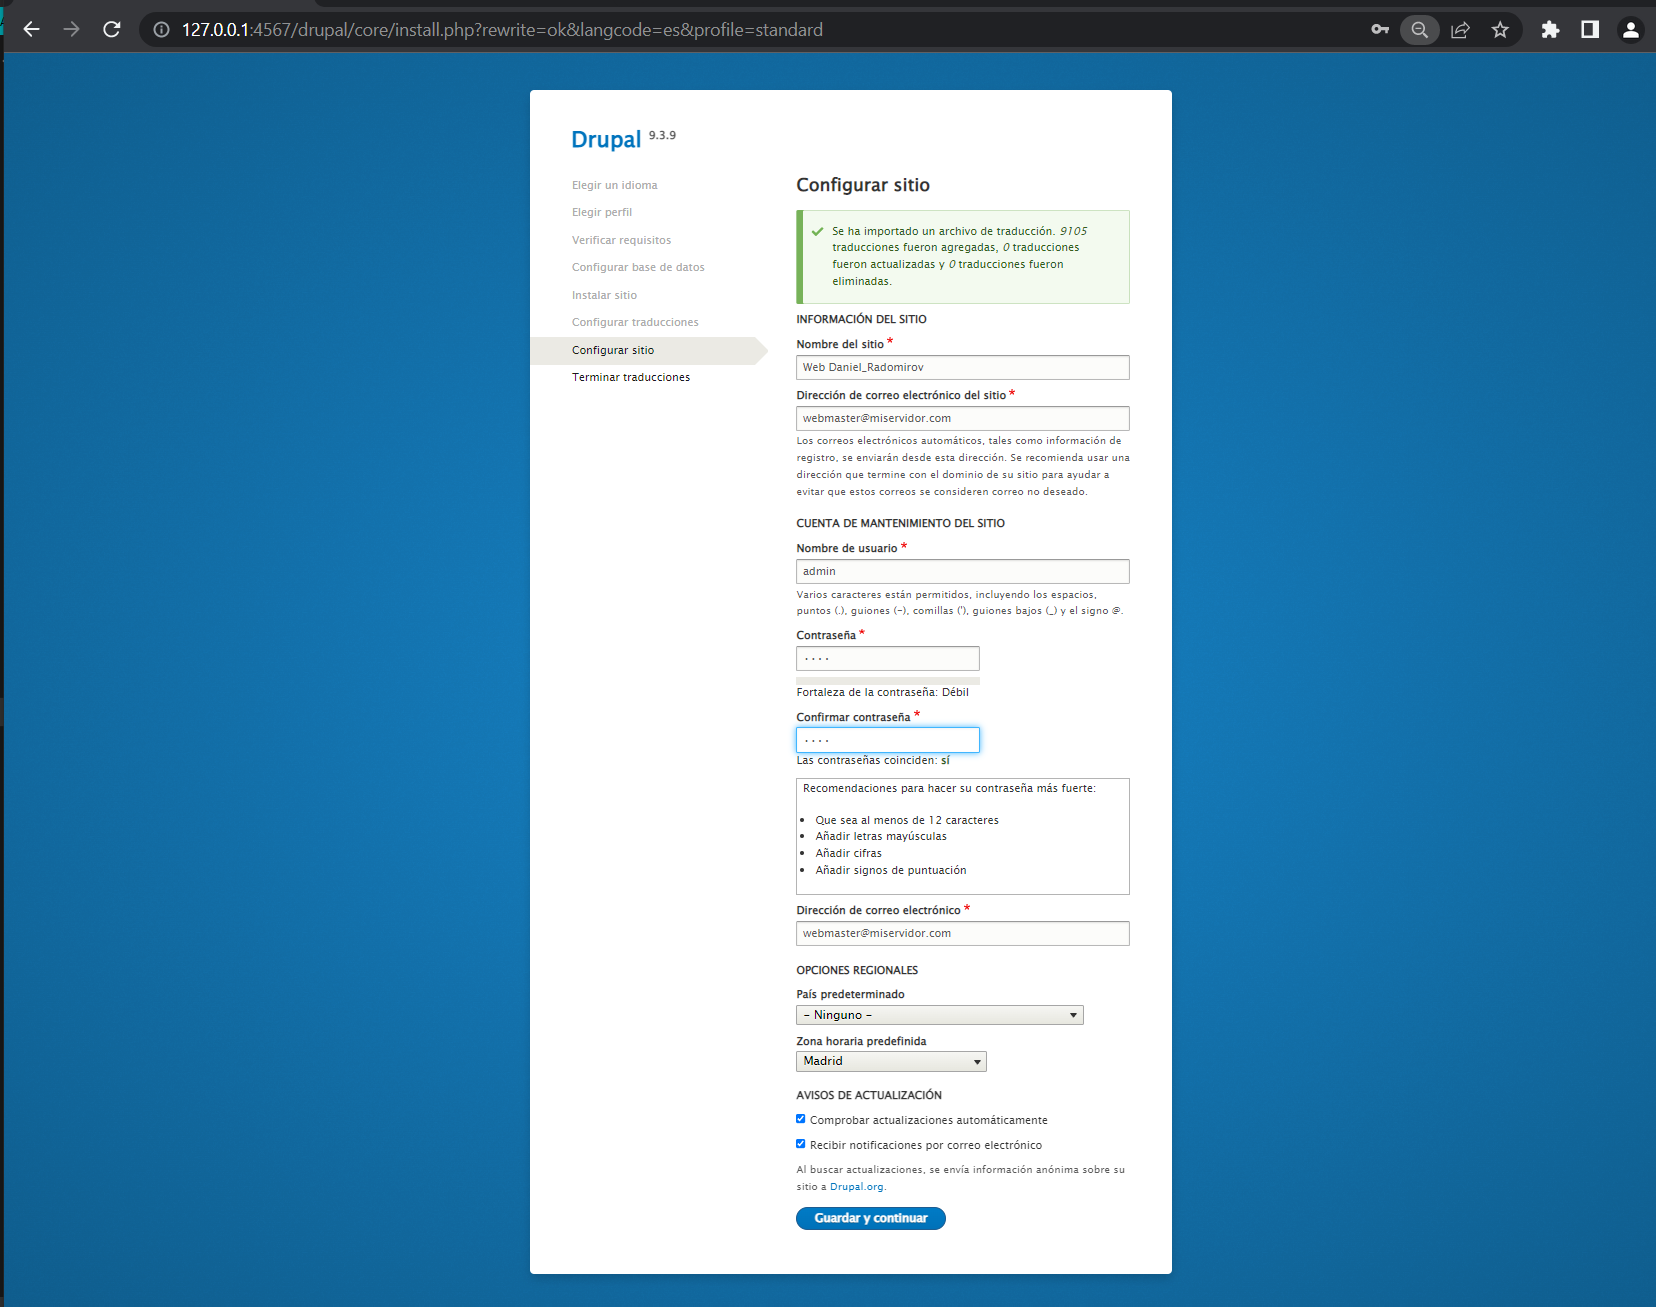 127.0.0.1:4567/drupal/core/install.php?rewrite=ok&langcode=es&profile=standard
Drupal 9.3.9
Elegir un idioma
Elegir perfil
Verificar requisitos
Configurar base de datos
Instalar sitio
Configurar traducciones
Configurar sitio
Terminar traducciones
Configurar sitio
Se ha importado un archivo de traducción. 9105
traducciones fueron agregadas, 0 traducciones
fueron actualizadas y 0 traducciones fueron
eliminadas.
INFORMACIÓN DEL SITIO
Nombre del sitio *
Web Daniel_Radomirov
Dirección de correo electrónico del sitio *
webmaster@miservidor.com
Los correos electrónicos automáticos, tales como información de
registro, se enviarán desde esta dirección. Se recomienda usar una
dirección que termine con el dominio de su sitio para ayudar a
evitar que estos correos se consideren correo no deseado.
CUENTA DE MANTENIMIENTO DEL SITIO
Nombre de usuario *
admin
Varios caracteres están permitidos, incluyendo los espacios,
puntos (.), guiones (-), comillas ('), guiones bajos (_) y el signo @.
Contraseña *
····
Fortaleza de la contraseña: Débil
Confirmar contraseña *
····
Las contraseñas coinciden: sí
Recomendaciones para hacer su contraseña más fuerte:
• Que sea al menos de 12 caracteres
• Añadir letras mayúsculas
• Añadir cifras
• Añadir signos de puntuación
Dirección de correo electrónico *
webmaster@miservidor.com
OPCIONES REGIONALES
País predeterminado
- Ninguno -
Zona horaria predefinida
Madrid
AVISOS DE ACTUALIZACIÓN
Comprobar actualizaciones automáticamente
Recibir notificaciones por correo electrónico
Al buscar actualizaciones, se envía información anónima sobre su
sitio a Drupal.org.
Guardar y continuar